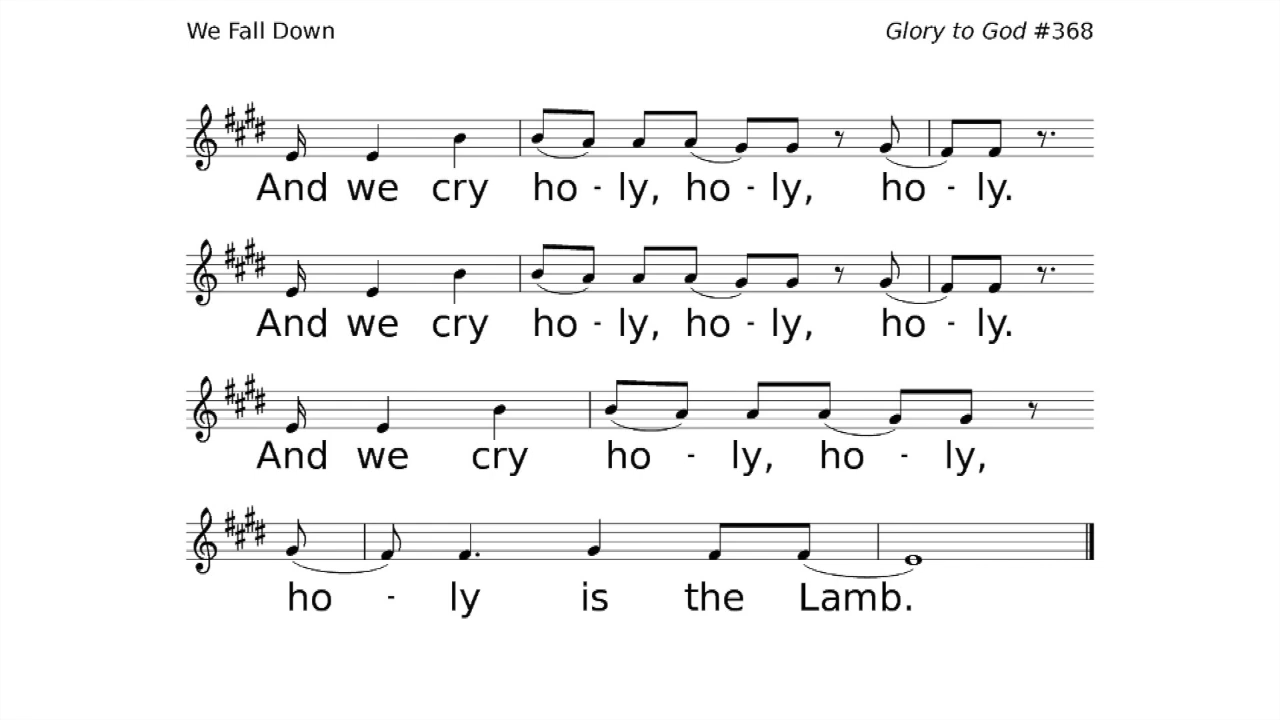 We Fall Down
Glory to God #368
And we cry ho - ly, ho - ly, ho - ly.
And we cry ho - ly, ho - ly, ho - ly.
And we cry ho - ly, ho - ly,
ho - ly is the Lamb.